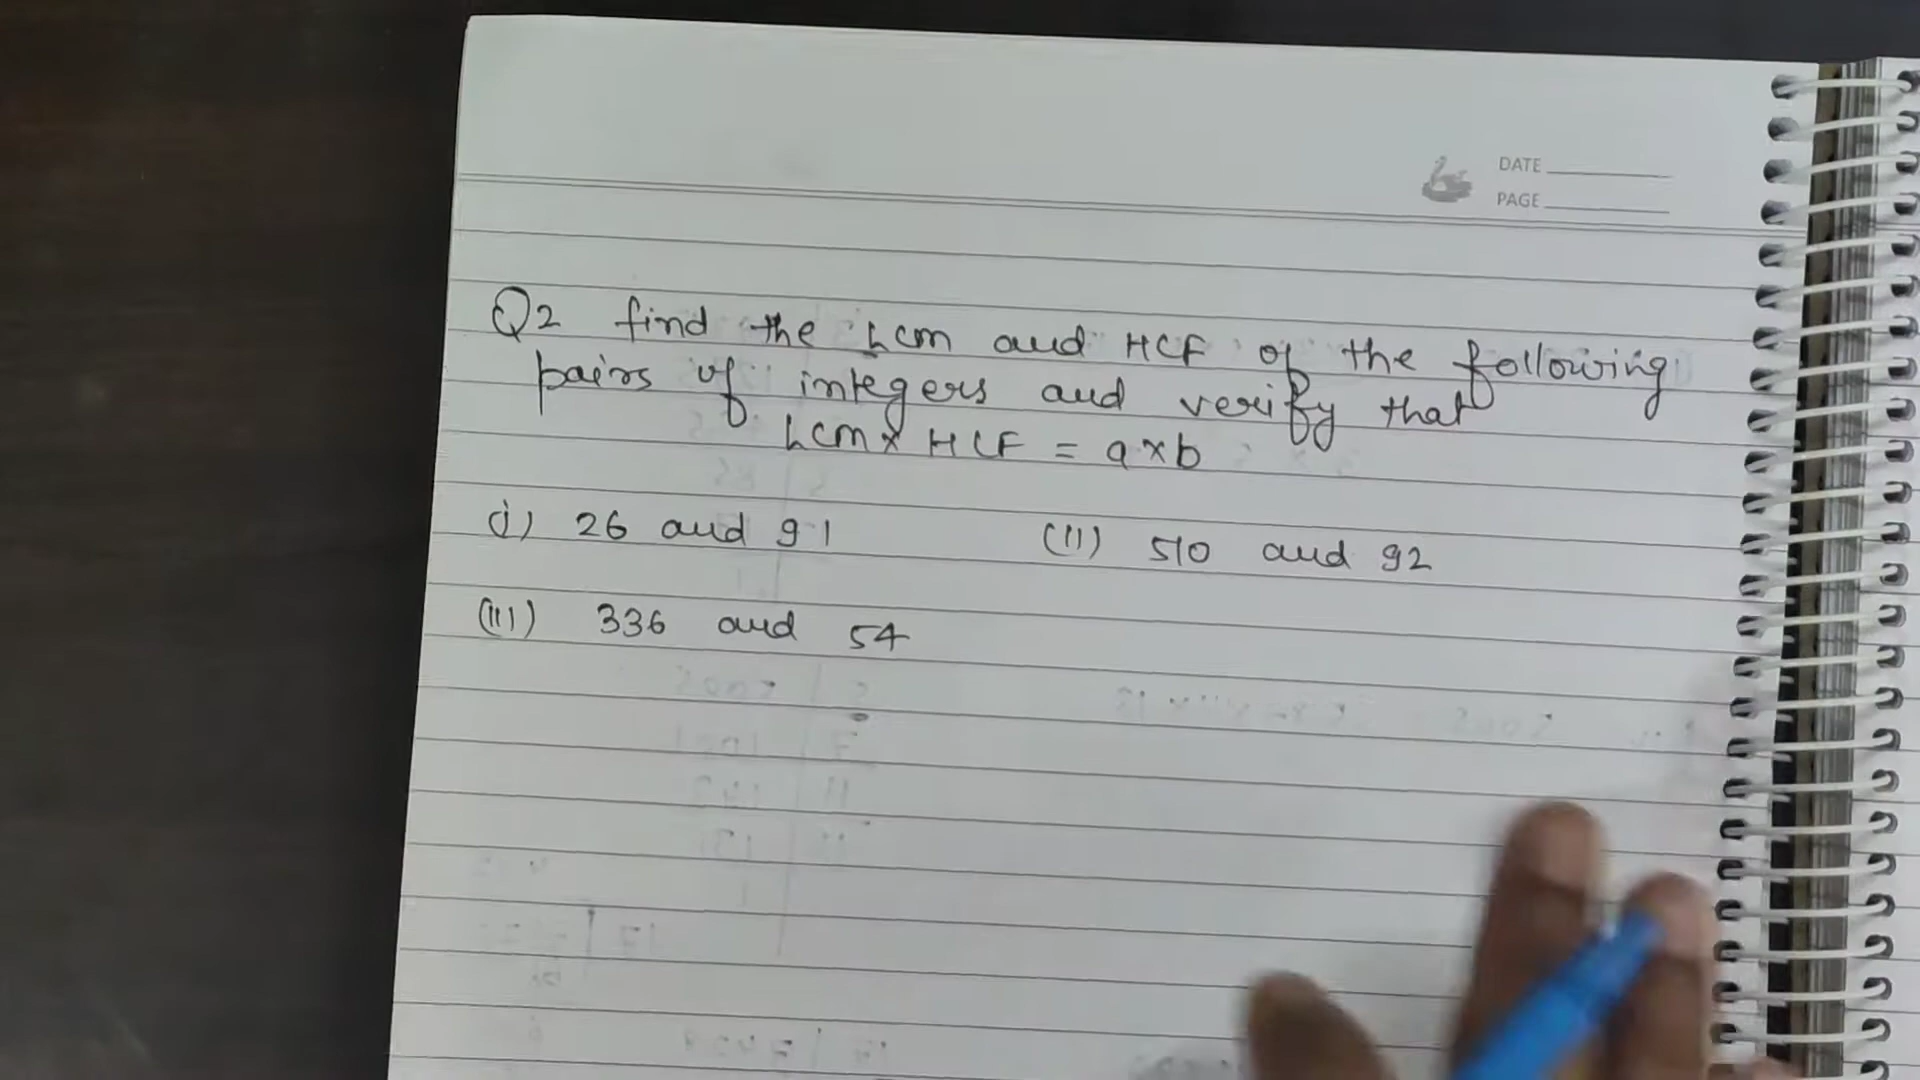 DATE
PAGE
Q2 find the Lcm and HCF of the following
pairs of integers and verify that
Lcm x HCF = a x b
(i) 26 and 91
(II) 510 and 92
(III) 336 and 54